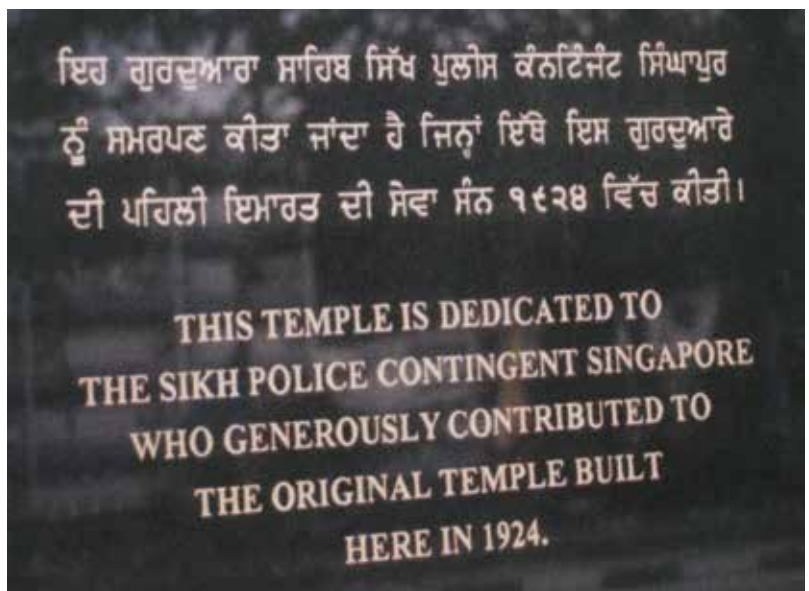 ਇਹ ਗੁਰਦੁਆਰਾ ਸਾਹਿਬ ਸਿੱਖ ਪੁਲੀਸ ਕੰਨਟਿੰਜੰਟ ਸਿੰਘਾਪੁਰ
ਨੂੰ ਸਮਰਪਣ ਕੀਤਾ ਜਾਂਦਾ ਹੈ ਜਿਨ੍ਹਾਂ ਇੱਥੇ ਇਸ ਗੁਰਦੁਆਰੇ
ਦੀ ਪਹਿਲੀ ਇਮਾਰਤ ਦੀ ਸੇਵਾ ਸੰਨ ੧੯੨੪ ਵਿੱਚ ਕੀਤੀ।
THIS TEMPLE IS DEDICATED TO
THE SIKH POLICE CONTINGENT SINGAPORE
WHO GENEROUSLY CONTRIBUTED TO
THE ORIGINAL TEMPLE BUILT
HERE IN 1924.